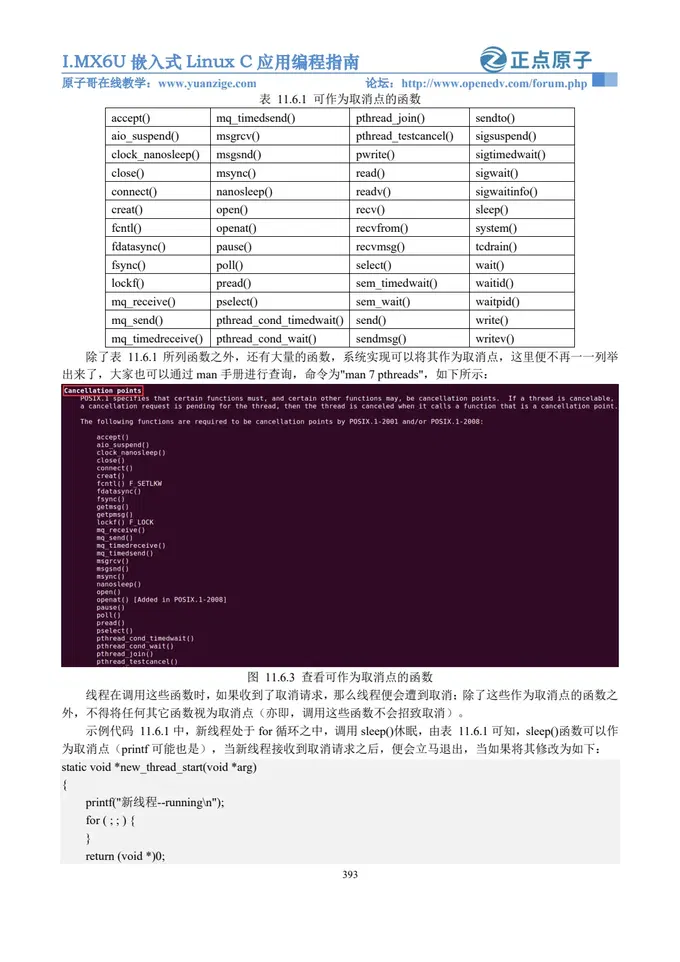 I.MX6U 嵌入式 Linux C 应用编程指南
正点原子
原子哥在线教学：www.yuanzige.com 论坛：http://www.openedv.com/forum.php
表 11.6.1 可作为取消点的函数
accept() mq_timedsend() pthread_join() sendto()
aio_suspend() msgrcv() pthread_testcancel() sigsuspend()
clock_nanosleep() msgsnd() pwrite() sigtimedwait()
close() msync() read() sigwait()
connect() nanosleep() readv() sigwaitinfo()
creat() open() recv() sleep()
fcntl() openat() recvfrom() system()
fdatasync() pause() recvmsg() tcdrain()
fsync() poll() select() wait()
lockf() pread() sem_timedwait() waitid()
mq_receive() pselect() sem_wait() waitpid()
mq_send() pthread_cond_timedwait() send() write()
mq_timedreceive() pthread_cond_wait() sendmsg() writev()
除了表 11.6.1 所列函数之外，还有大量的函数，系统实现可以将其作为取消点，这里便不再一一列举
出来了，大家也可以通过 man 手册进行查询，命令为"man 7 pthreads"，如下所示：
Cancellation points
POSIX.1 specifies that certain functions must, and certain other functions may, be cancellation points. If a thread is cancelable,
a cancellation request is pending for the thread, then the thread is canceled when it calls a function that is a cancellation point.
The following functions are required to be cancellation points by POSIX.1-2001 and/or POSIX.1-2008:
accept()
aio_suspend()
clock_nanosleep()
close()
connect()
creat()
fcntl() F_SETLKW
fdatasync()
fsync()
getmsg()
getpmsg()
lockf() F_LOCK
mq_receive()
mq_send()
mq_timedreceive()
mq_timedsend()
msgrcv()
msgsnd()
msync()
nanosleep()
open()
openat() [Added in POSIX.1-2008]
pause()
poll()
pread()
pselect()
pthread_cond_timedwait()
pthread_cond_wait()
pthread_join()
pthread_testcancel()
图 11.6.3 查看可作为取消点的函数
线程在调用这些函数时，如果收到了取消请求，那么线程便会遭到取消；除了这些作为取消点的函数之
外，不得将任何其它函数视为取消点（亦即，调用这些函数不会招致取消）。
示例代码 11.6.1 中，新线程处于 for 循环之中，调用 sleep()休眠，由表 11.6.1 可知，sleep()函数可以作
为取消点（printf 可能也是），当新线程接收到取消请求之后，便会立马退出，当如果将其修改为如下：
static void *new_thread_start(void *arg)
{
printf("新线程--running\n");
for ( ; ; ) {
}
return (void *)0;
393